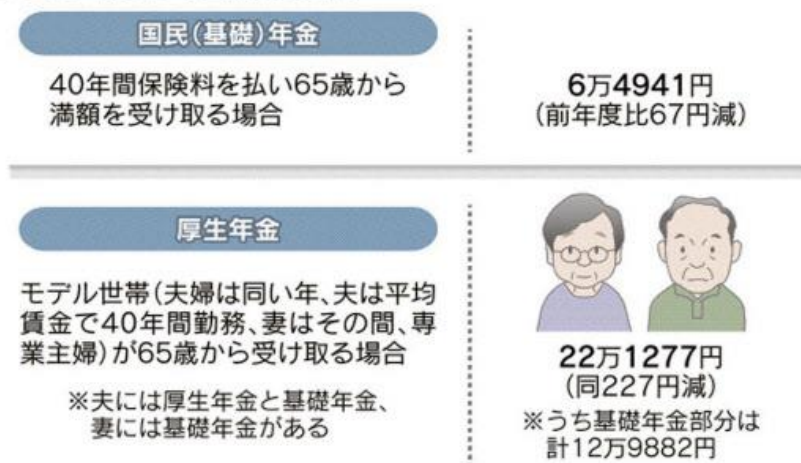 国民(基礎)年金
40年間保険料を払い65歳から
満額を受け取る場合
6万4941円
(前年度比67円減)
厚生年金
モデル世帯(夫婦は同い年、夫は平均
賃金で40年間勤務、妻はその間、専
業主婦)が65歳から受け取る場合
※夫には厚生年金と基礎年金、
妻には基礎年金がある
22万1277円
(同227円減)
※うち基礎年金部分は
計12万9882円